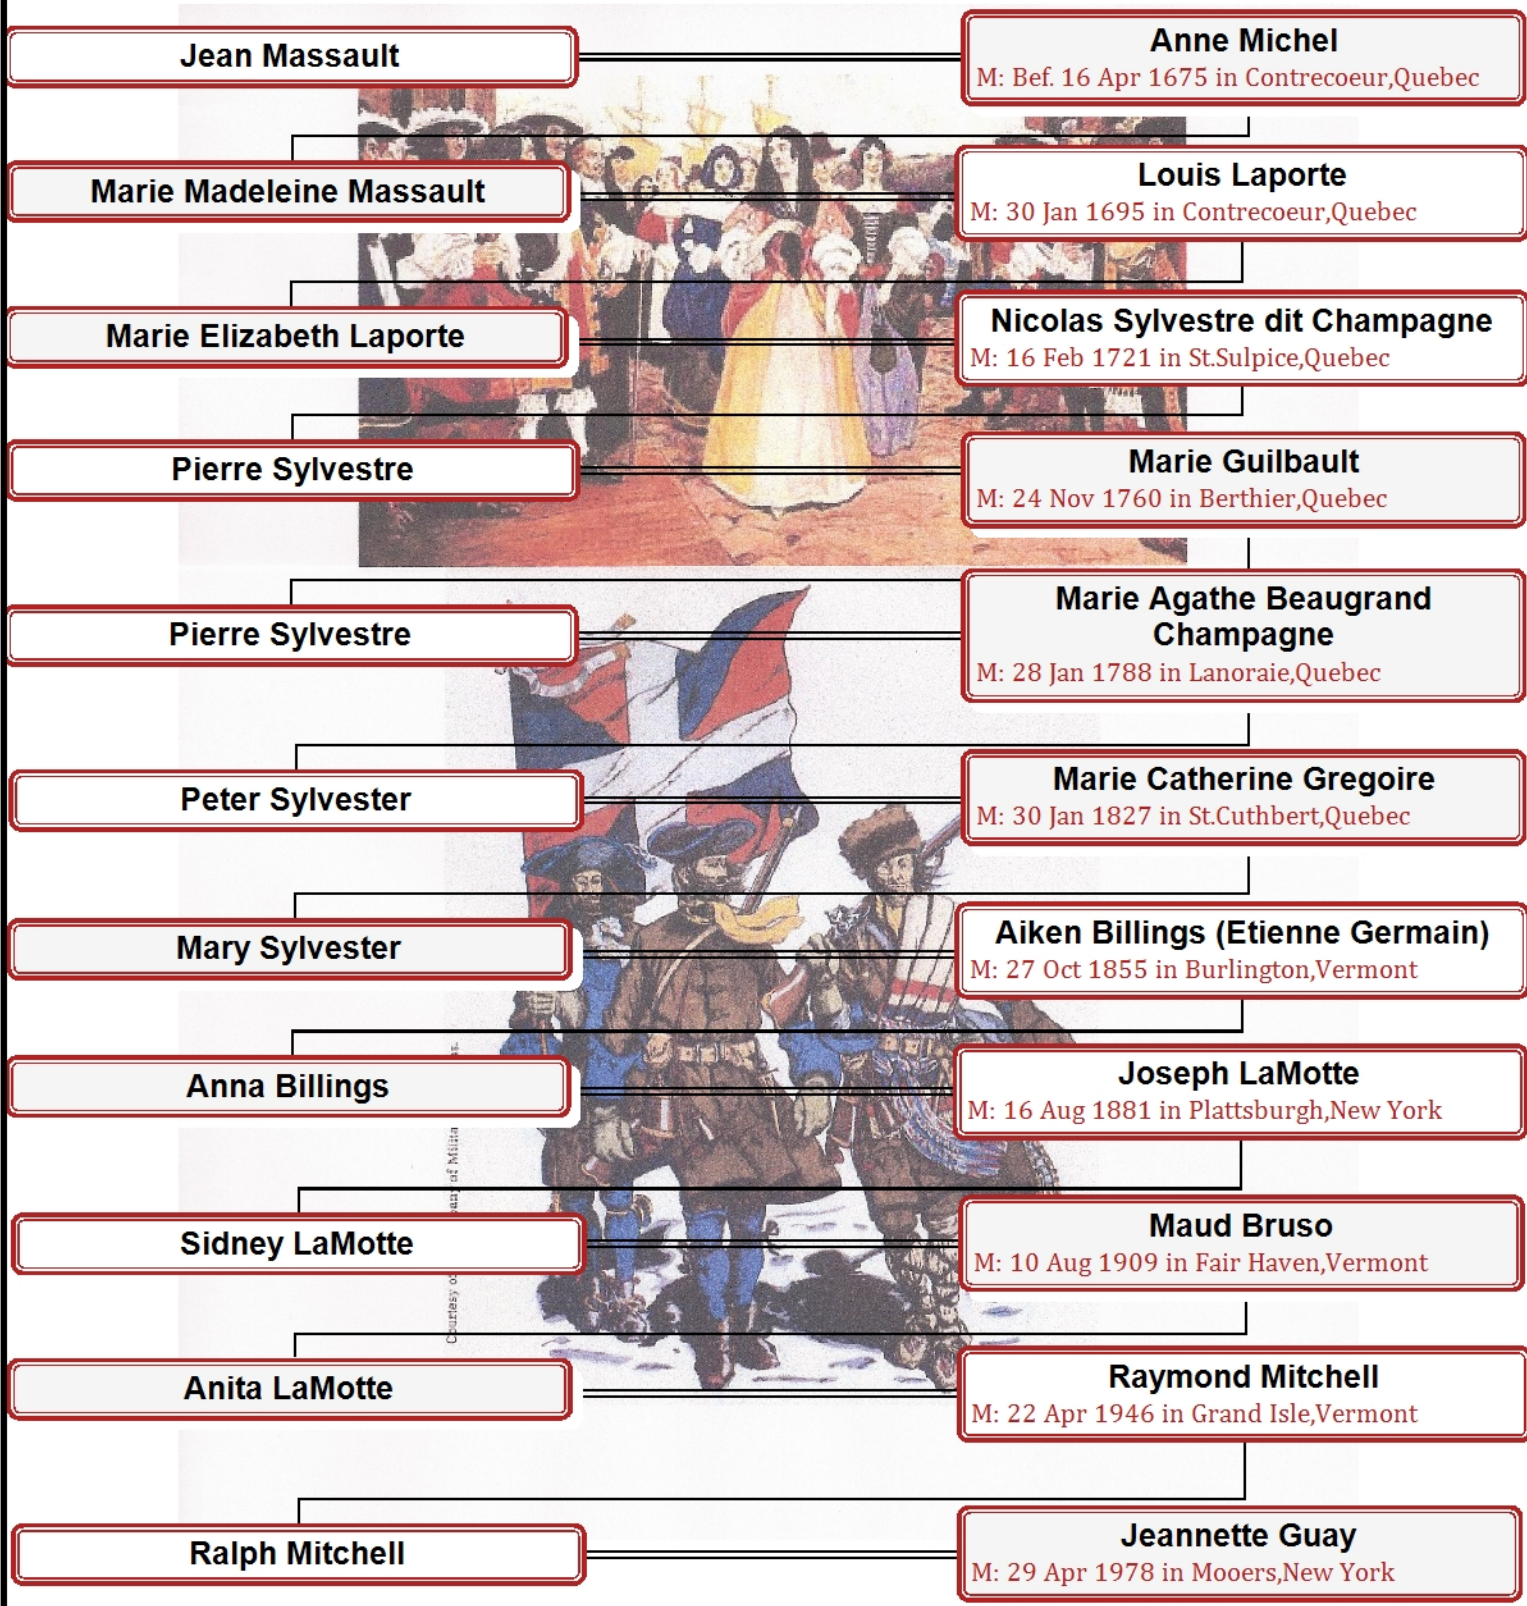 Jean Massault
Anne Michel
M: Bef. 16 Apr 1675 in Contrecoeur,Quebec
Marie Madeleine Massault
Louis Laporte
M: 30 Jan 1695 in Contrecoeur,Quebec
Marie Elizabeth Laporte
Nicolas Sylvestre dit Champagne
M: 16 Feb 1721 in St.Sulpice,Quebec
Pierre Sylvestre
Marie Guilbault
M: 24 Nov 1760 in Berthier,Quebec
Pierre Sylvestre
Marie Agathe Beaugrand
Champagne
M: 28 Jan 1788 in Lanoraie,Quebec
Peter Sylvester
Marie Catherine Gregoire
M: 30 Jan 1827 in St.Cuthbert,Quebec
Mary Sylvester
Aiken Billings (Etienne Germain)
M: 27 Oct 1855 in Burlington,Vermont
Anna Billings
Joseph LaMotte
M: 16 Aug 1881 in Plattsburgh,New York
Sidney LaMotte
Maud Bruso
M: 10 Aug 1909 in Fair Haven,Vermont
Anita LaMotte
Raymond Mitchell
M: 22 Apr 1946 in Grand Isle,Vermont
Ralph Mitchell
Jeannette Guay
M: 29 Apr 1978 in Mooers,New York
Courtesy of